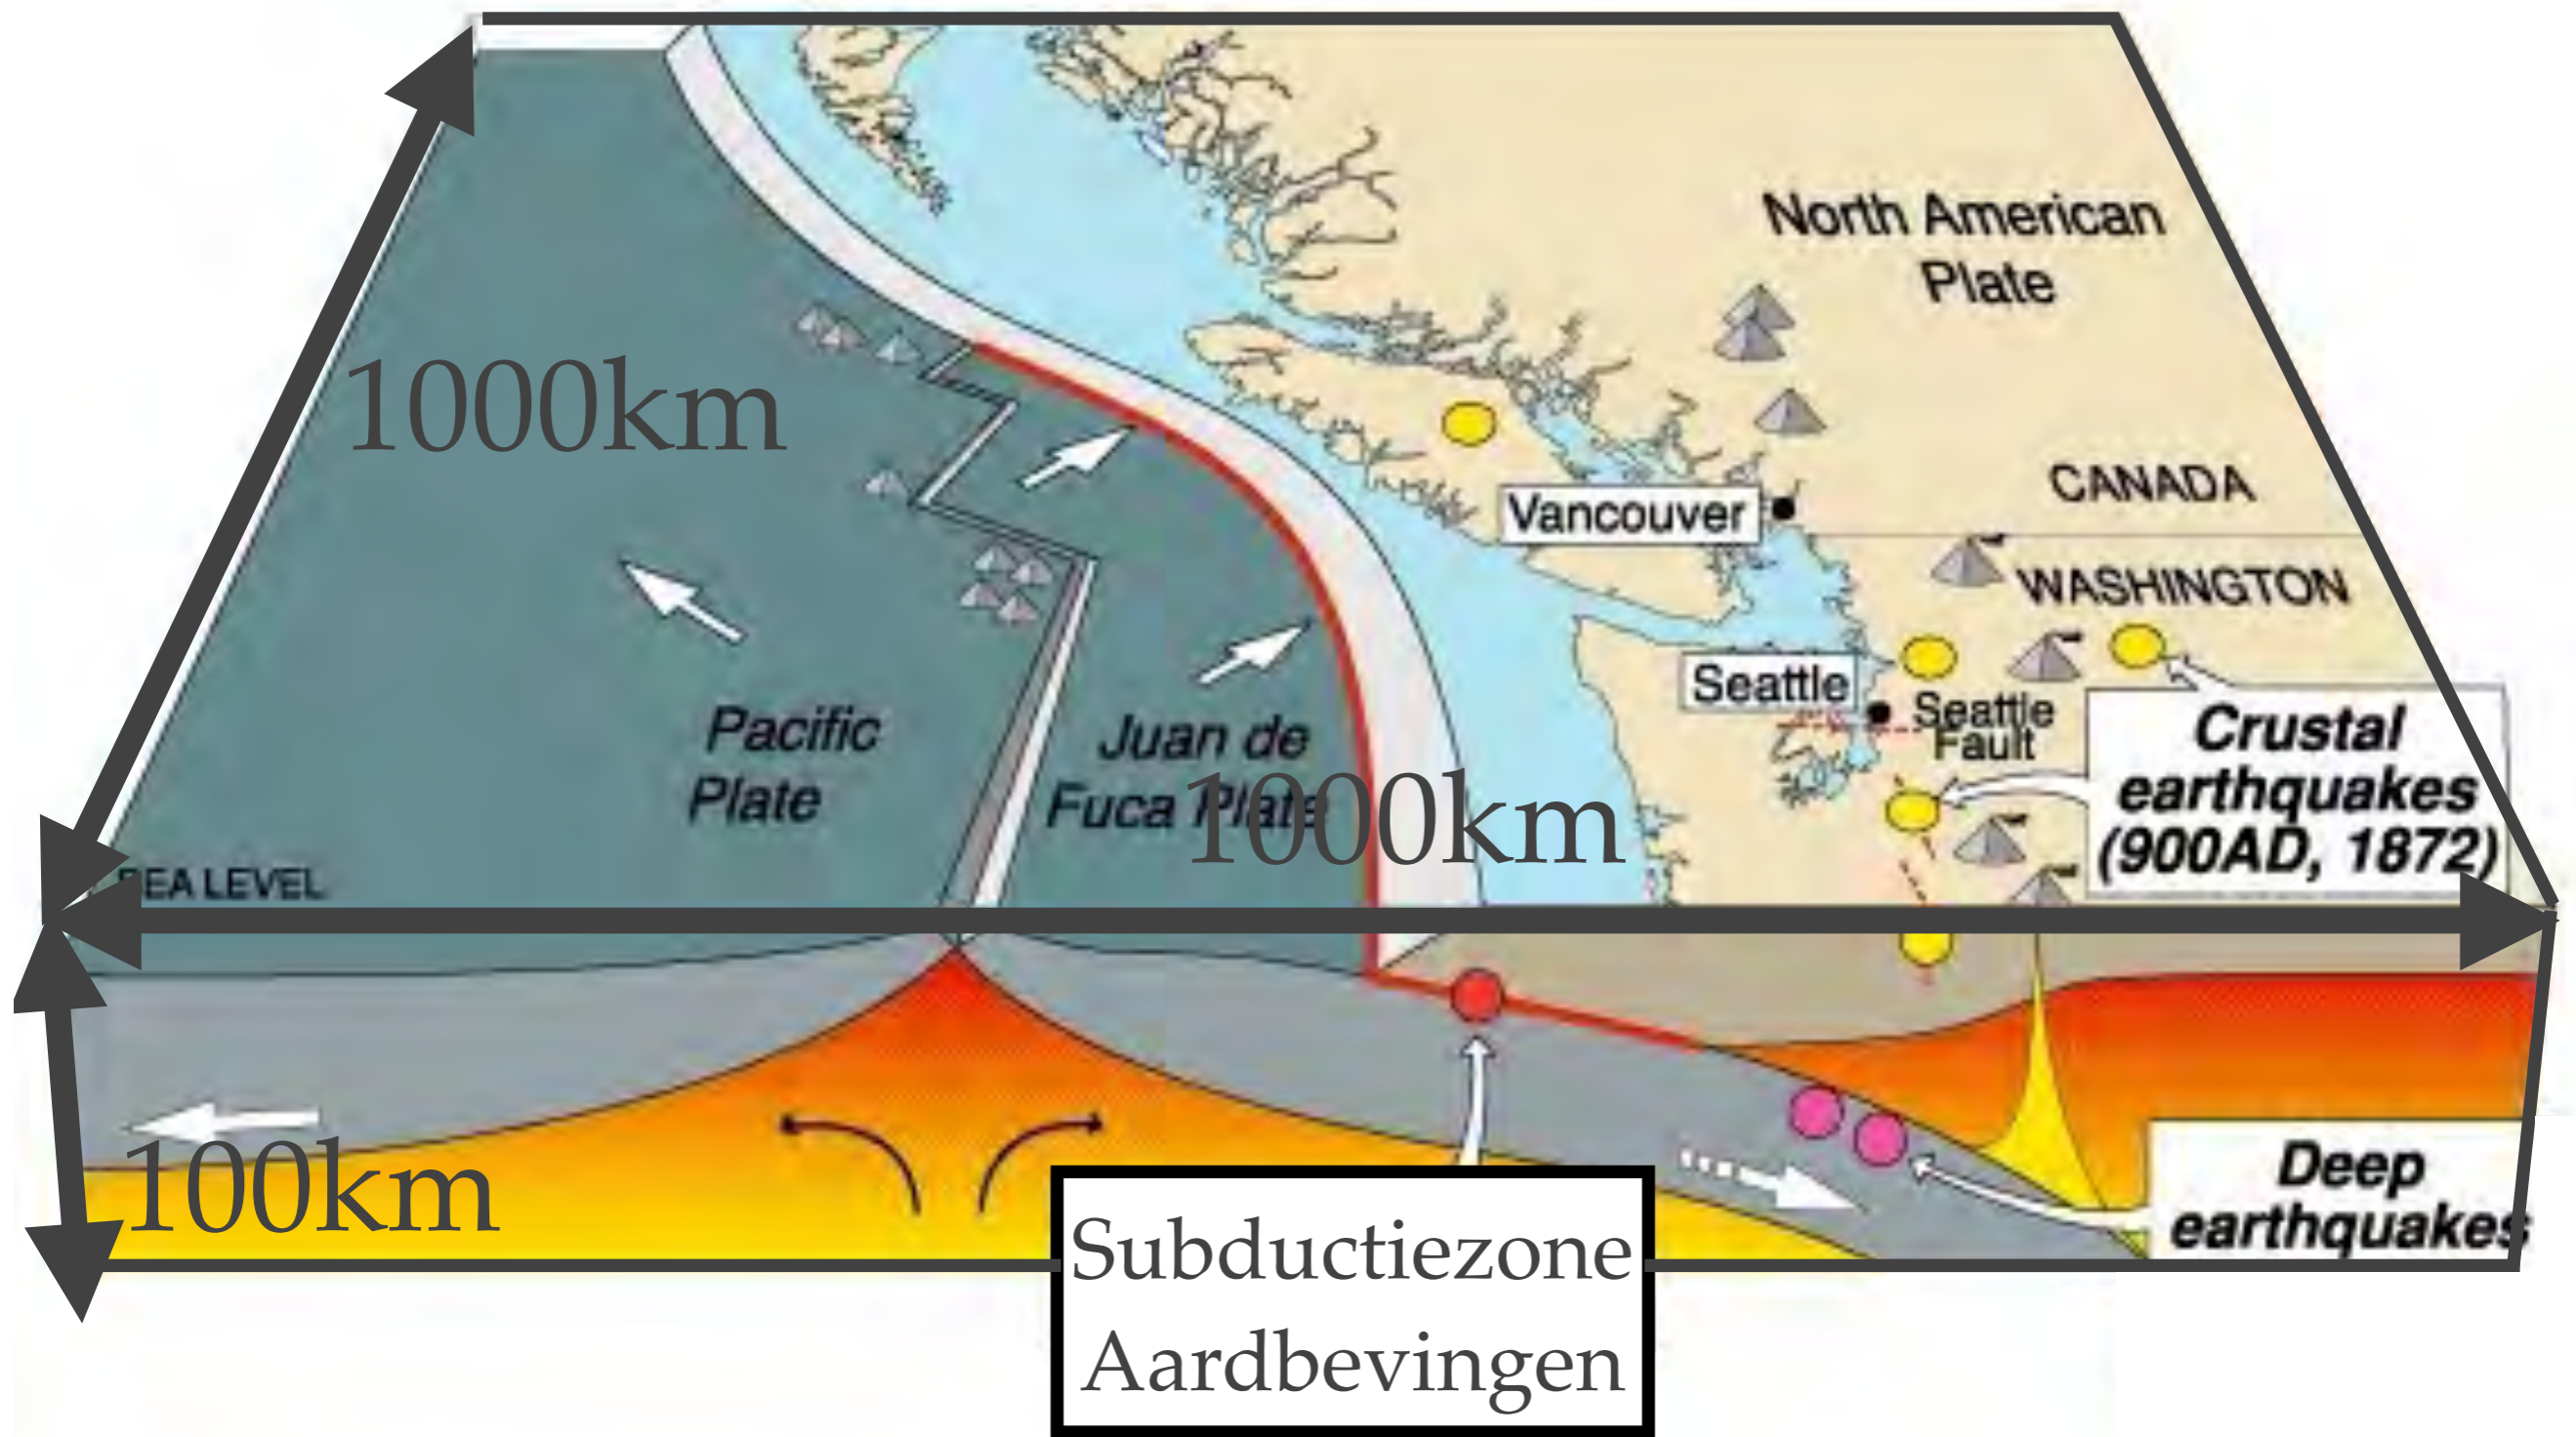 North American
Plate
1000km
CANADA
Vancouver
WASHINGTON
Seattle
Seattle
Fault
Crustal
earthquakes
(900AD, 1872)
Pacific
Plate
Juan de
Fuca Plate
1000km
SEA LEVEL
100km
Deep
earthquakes
Subductiezone
Aardbevingen